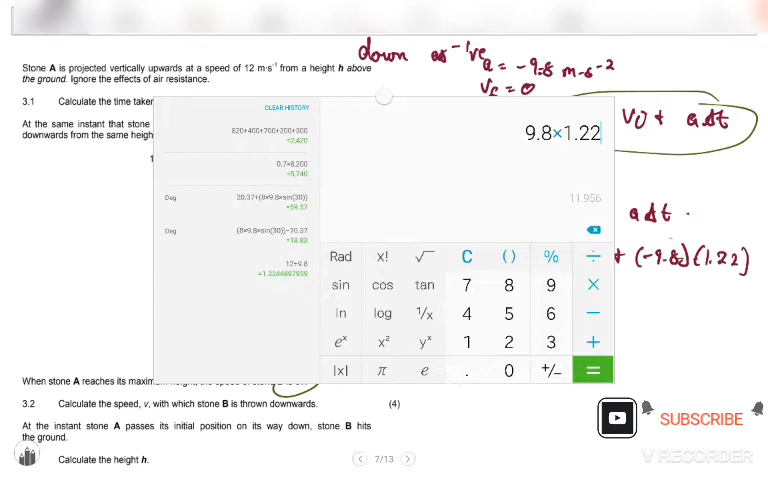 down as -'ve
a = -9.8 m·s-2
Stone A is projected vertically upwards at a speed of 12 m·s⁻¹ from a height h above
the ground. Ignore the effects of air resistance.
vf = 0
3.1 Calculate the time taken
At the same instant that stone
downwards from the same heigh
v0 + aΔt
CLEAR HISTORY
820+400+700+200+300
=2,420
0.7×8,200
=5,740
Deg 20.37+(8×9.8×sin(30))
=59.57
Deg (8×9.8×sin(30))−20.37
=18.83
12÷9.8
=1.2244897959
9.8×1.22
11.956
aΔt
+ (-9.8)(1.22)
Rad x! √ C () % ÷
sin cos tan 7 8 9 ×
ln log 1/x 4 5 6 −
eˣ x² yˣ 1 2 3 +
|x| π e . 0 +/− =
When stone A reaches its
3.2 Calculate the speed, v, with which stone B is thrown downwards. (4)
At the instant stone A passes its initial position on its way down, stone B hits
the ground.
Calculate the height h.
7/13
SUBSCRIBE
V RECORDER